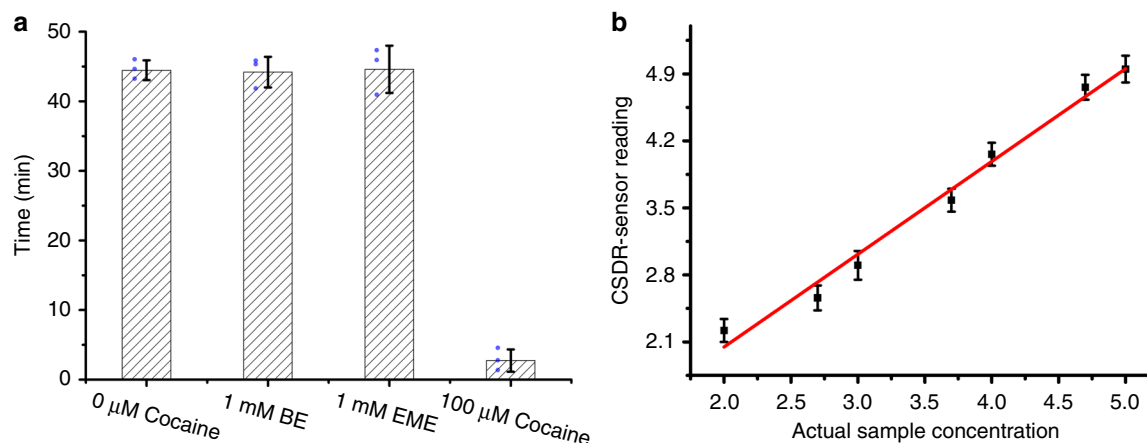 a
50
40
30
20
10
0
Time (min)
0 μM Cocaine
1 mM BE
1 mM EME
100 μM Cocaine
b
4.9
4.2
3.5
2.8
2.1
CSDR-sensor reading
2.0 2.5 3.0 3.5 4.0 4.5 5.0
Actual sample concentration